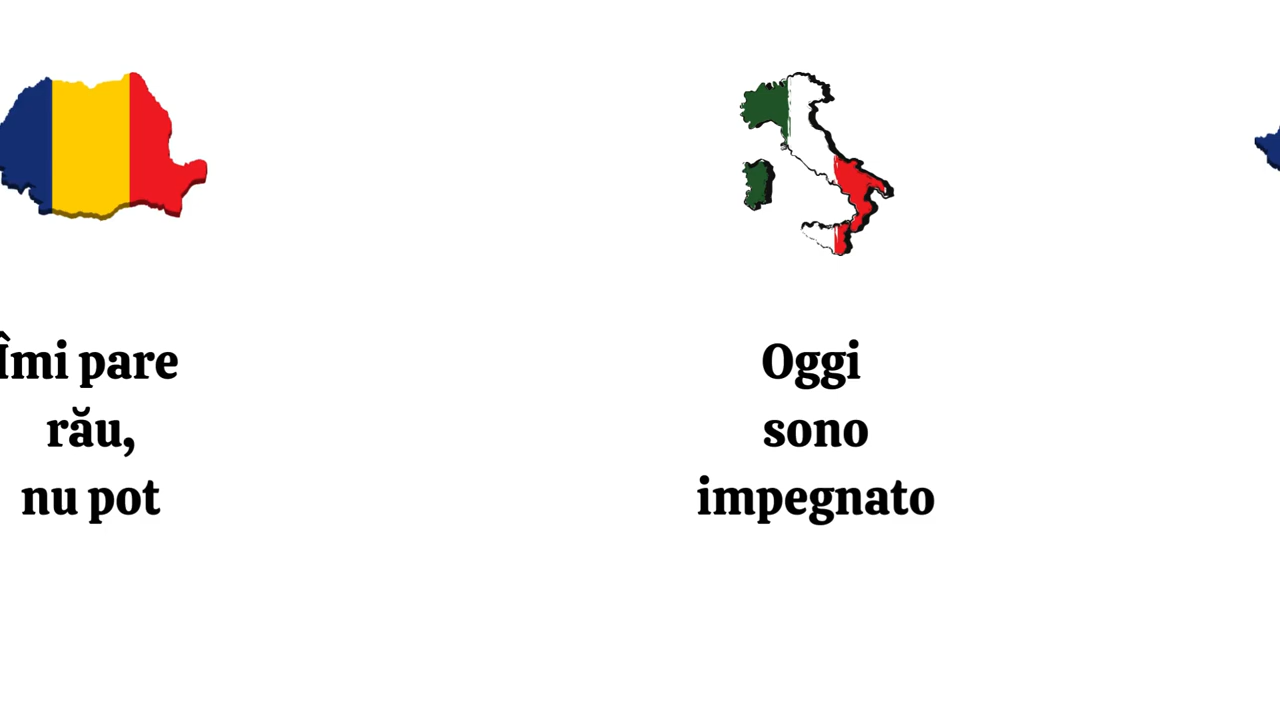 Îmi pare
rău,
nu pot
Oggi
sono
impegnato